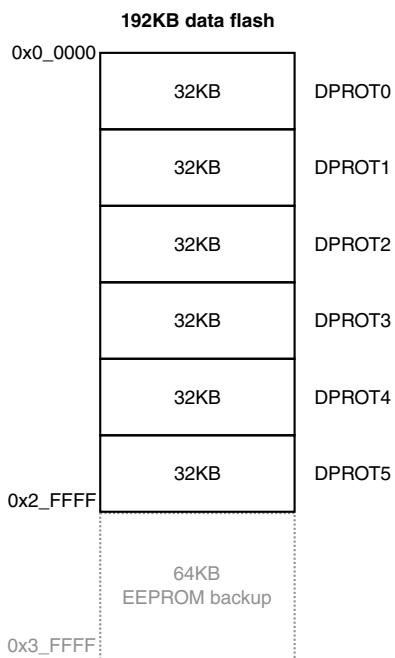 192KB data flash
0x0_0000
32KB DPROT0
32KB DPROT1
32KB DPROT2
32KB DPROT3
32KB DPROT4
32KB DPROT5
0x2_FFFF
64KB
EEPROM backup
0x3_FFFF